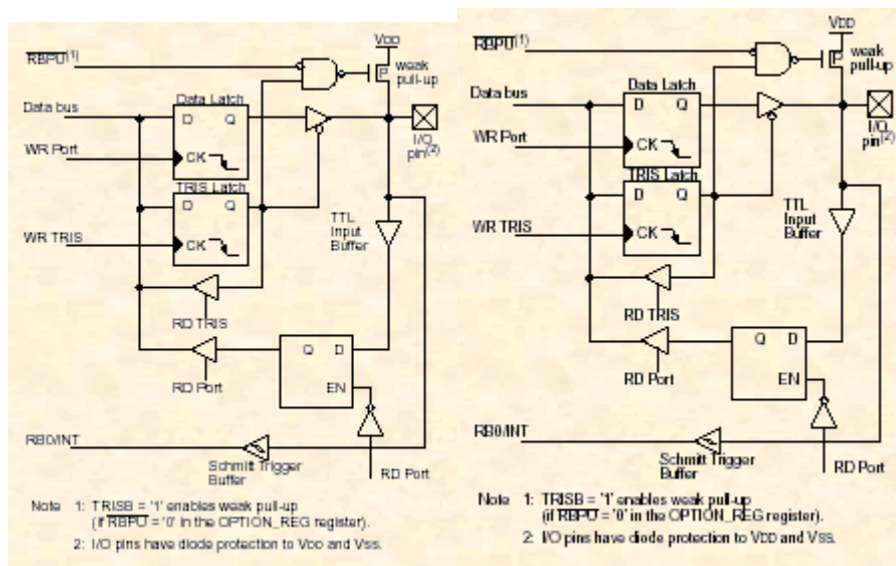 VDD
RBPU(1)
P weak
pull-up
Data bus
Data Latch
D Q
I/O
pin(2)
WR Port
CK
TRIS Latch
D Q
TTL
Input
Buffer
WR TRIS
CK
RD TRIS
Q D
RD Port
EN
RB0/INT
Schmitt Trigger
Buffer
RD Port
Note 1: TRISB = '1' enables weak pull-up
(if RBPU = '0' in the OPTION_REG register).
2: I/O pins have diode protection to VDD and VSS.
VDD
RBPU(1)
P weak
pull-up
Data bus
Data Latch
D Q
I/O
pin(2)
WR Port
CK
TRIS Latch
D Q
TTL
Input
Buffer
WR TRIS
CK
RD TRIS
Q D
RD Port
EN
RB0/INT
Schmitt Trigger
Buffer
RD Port
Note 1: TRISB = '1' enables weak pull-up
(if RBPU = '0' in the OPTION_REG register).
2: I/O pins have diode protection to VDD and VSS.